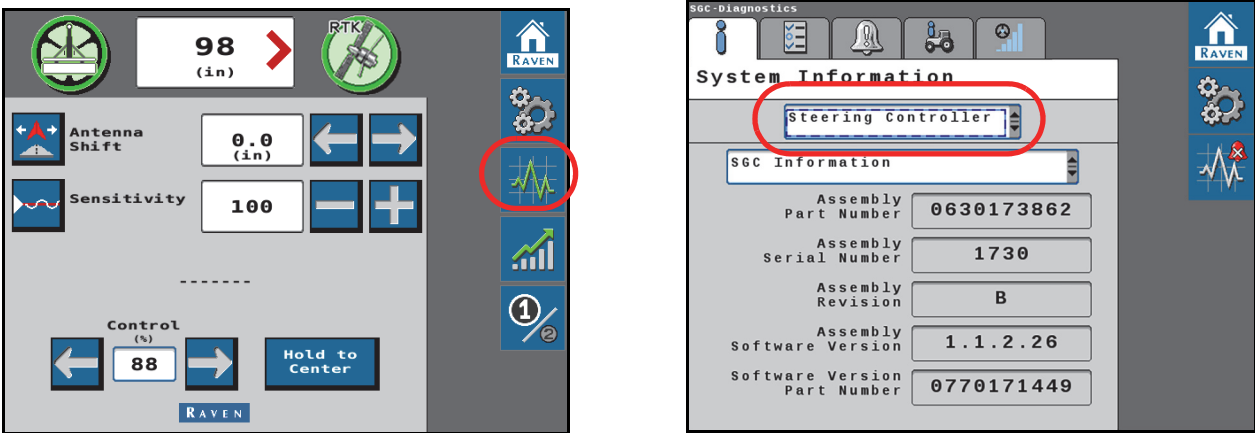 98
(in)
RTK
RAVEN
Antenna
Shift
0.0
(in)
Sensitivity
100
-------
Control
(%)
88
Hold to
Center
RAVEN
1/2
SGC-Diagnostics
System Information
Steering Controller
SGC Information
Assembly
Part Number
0630173862
Assembly
Serial Number
1730
Assembly
Revision
B
Assembly
Software Version
1.1.2.26
Software Version
Part Number
0770171449
RAVEN